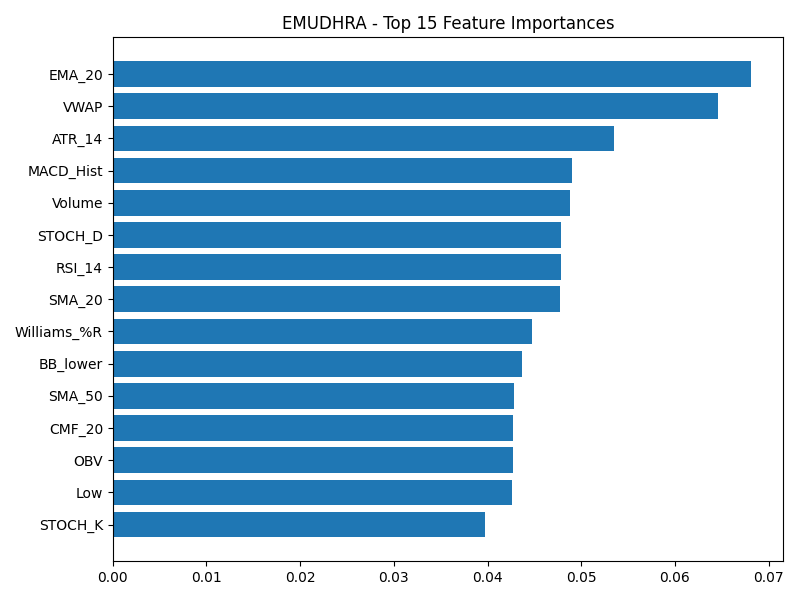 EMUDHRA - Top 15 Feature Importances
EMA_20
VWAP
ATR_14
MACD_Hist
Volume
STOCH_D
RSI_14
SMA_20
Williams_%R
BB_lower
SMA_50
CMF_20
OBV
Low
STOCH_K
0.00 0.01 0.02 0.03 0.04 0.05 0.06 0.07